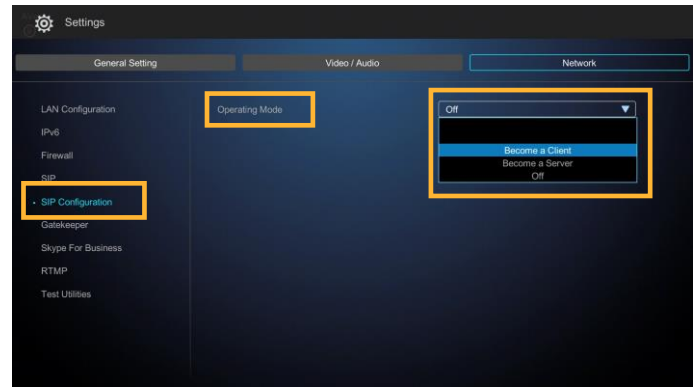 Settings
General Setting
Video / Audio
Network
LAN Configuration
Operating Mode
Off
IPv6
Become a Client
Firewall
Become a Server
SIP
Off
SIP Configuration
Gatekeeper
Skype For Business
RTMP
Test Utilities